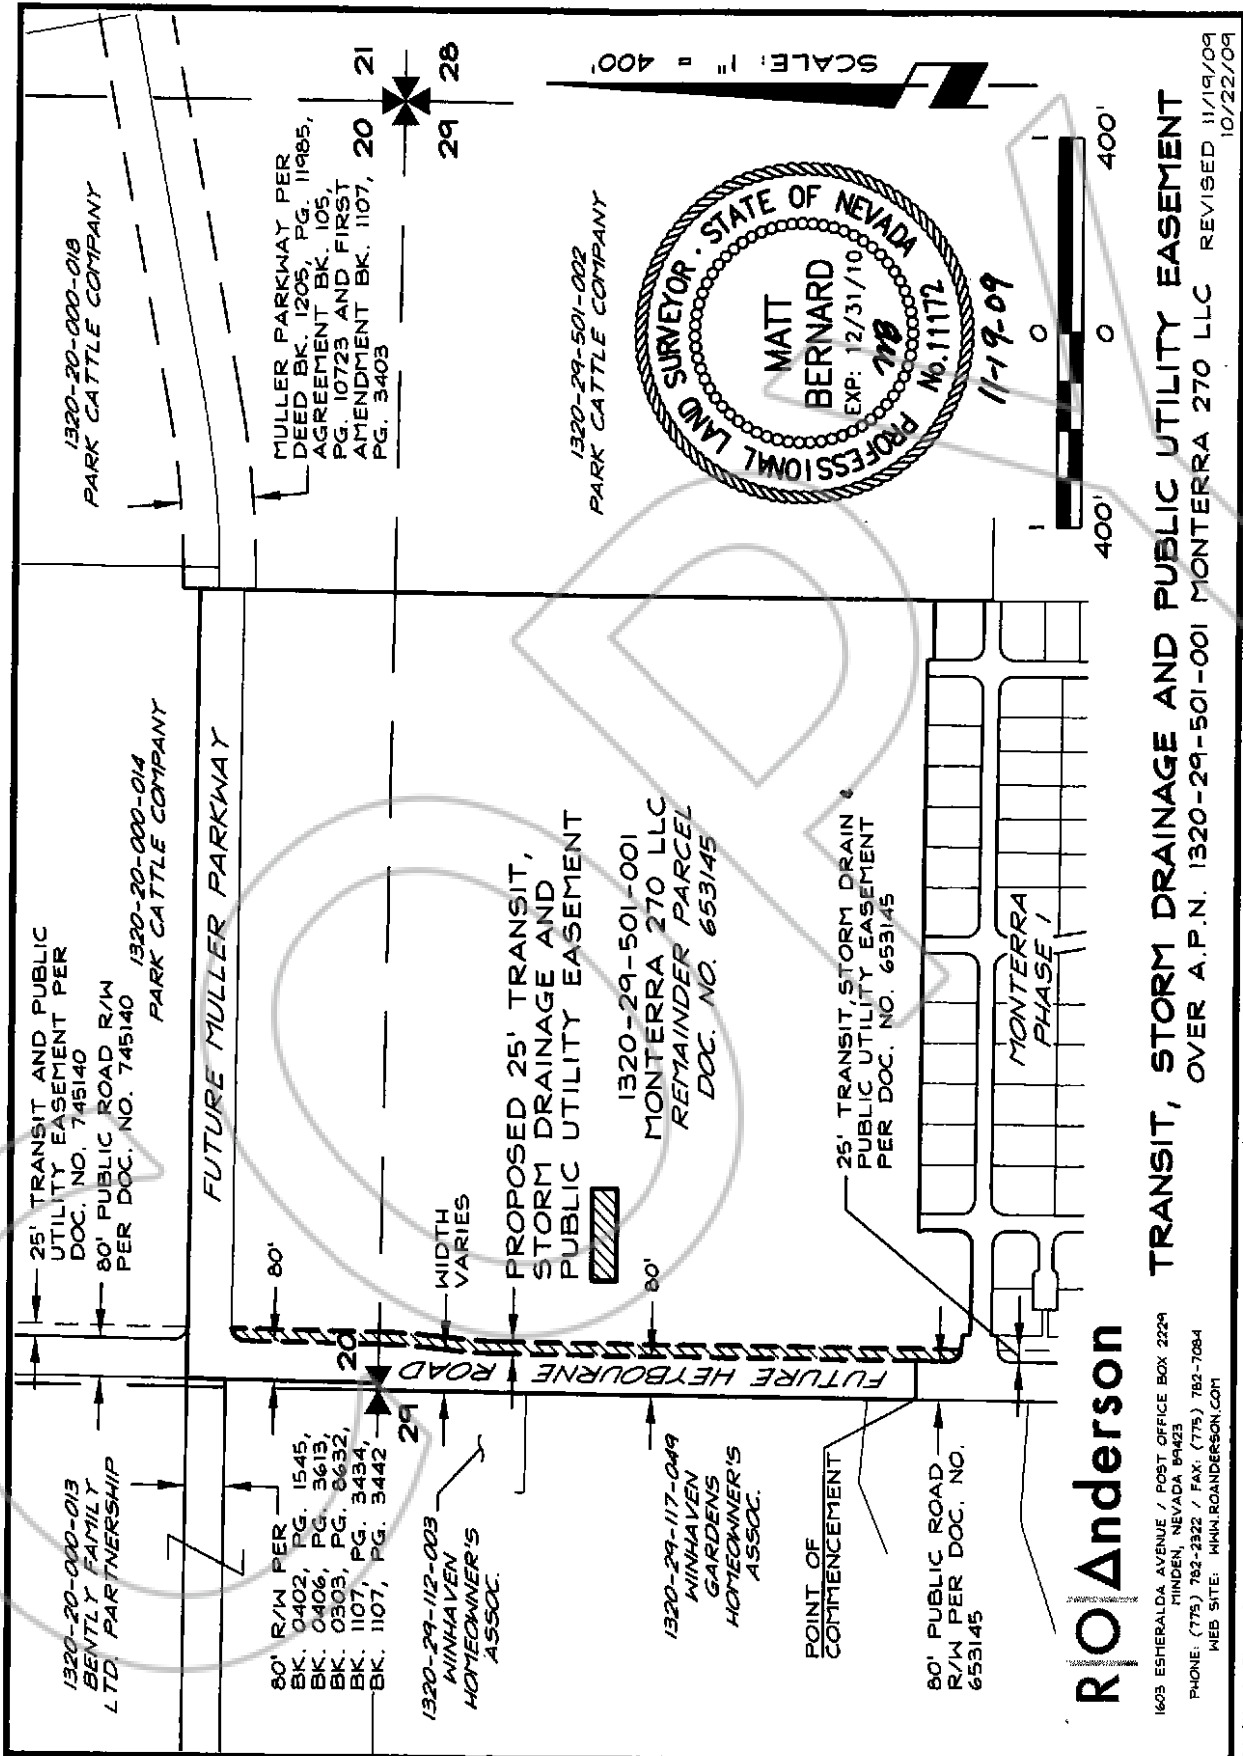 25' TRANSIT AND PUBLIC
UTILITY EASEMENT PER
DOC. NO. 745140
80' PUBLIC ROAD R/W
PER DOC. NO. 745140
1320-20-000-013
BENTLY FAMILY
LTD. PARTNERSHIP
1320-20-000-014
PARK CATTLE COMPANY
1320-20-000-018
PARK CATTLE COMPANY
FUTURE MULLER PARKWAY
MULLER PARKWAY PER
DEED BK. 1205, PG. 11985,
AGREEMENT BK. 105,
PG. 10723 AND FIRST
AMENDMENT BK. 1107,
PG. 3403
20 21
29 28
80' R/W PER
BK. 0402, PG. 1545,
BK. 0406, PG. 3613,
BK. 0303, PG. 8632,
BK. 1107, PG. 3434,
BK. 1107, PG. 3442
80'
20
29
WIDTH
VARIES
FUTURE HEYBOURNE ROAD
1320-29-112-003
WINHAVEN
HOMEOWNER'S
ASSOC.
PROPOSED 25' TRANSIT,
STORM DRAINAGE AND
PUBLIC UTILITY EASEMENT
1320-29-501-001
MONTERRA 270 LLC
REMAINDER PARCEL
DOC. NO. 653145
80'
1320-29-117-049
WINHAVEN
GARDENS
HOMEOWNER'S
ASSOC.
1320-29-501-002
PARK CATTLE COMPANY
SCALE: 1" = 400'
PROFESSIONAL LAND SURVEYOR · STATE OF NEVADA
MATT
BERNARD
EXP: 12/31/10
MB
No. 11172
11-19-09
25' TRANSIT, STORM DRAIN &
PUBLIC UTILITY EASEMENT
PER DOC. NO. 653145
POINT OF
COMMENCEMENT
80' PUBLIC ROAD
R/W PER DOC. NO.
653145
MONTERRA
PHASE 1
400' 0 400'
R|O|Anderson
1603 ESMERALDA AVENUE / POST OFFICE BOX 2229
MINDEN, NEVADA 89423
PHONE: (775) 782-2322 / FAX: (775) 782-7084
WEB SITE: WWW.ROANDERSON.COM
TRANSIT, STORM DRAINAGE AND PUBLIC UTILITY EASEMENT
OVER A.P.N. 1320-29-501-001 MONTERRA 270 LLC REVISED 11/19/09
10/22/09
COPY